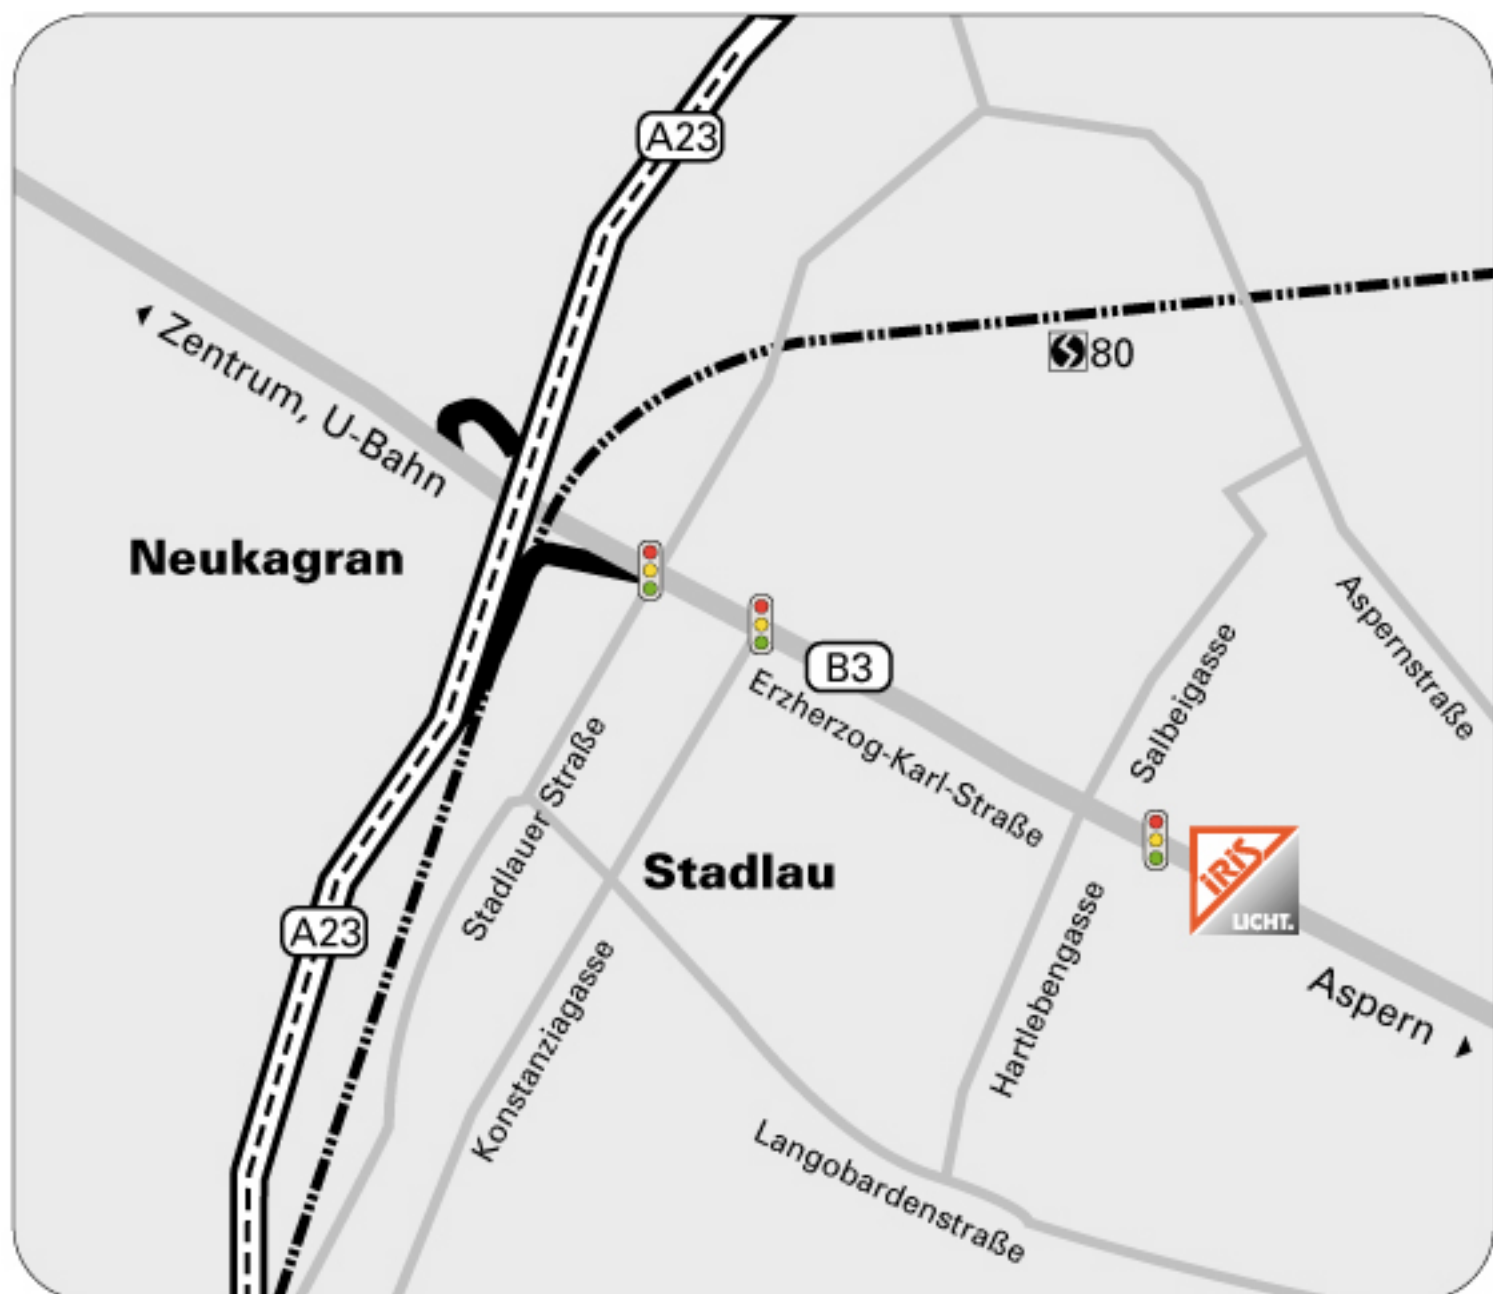 A23
Zentrum, U-Bahn
80
Neukagran
B3
Erzherzog-Karl-Straße
Salbeigasse
Aspernstraße
Stadlauer Straße
Stadlau
iRiS
LICHT.
A23
Hartlebengasse
Konstanziagasse
Aspern
Langobardenstraße